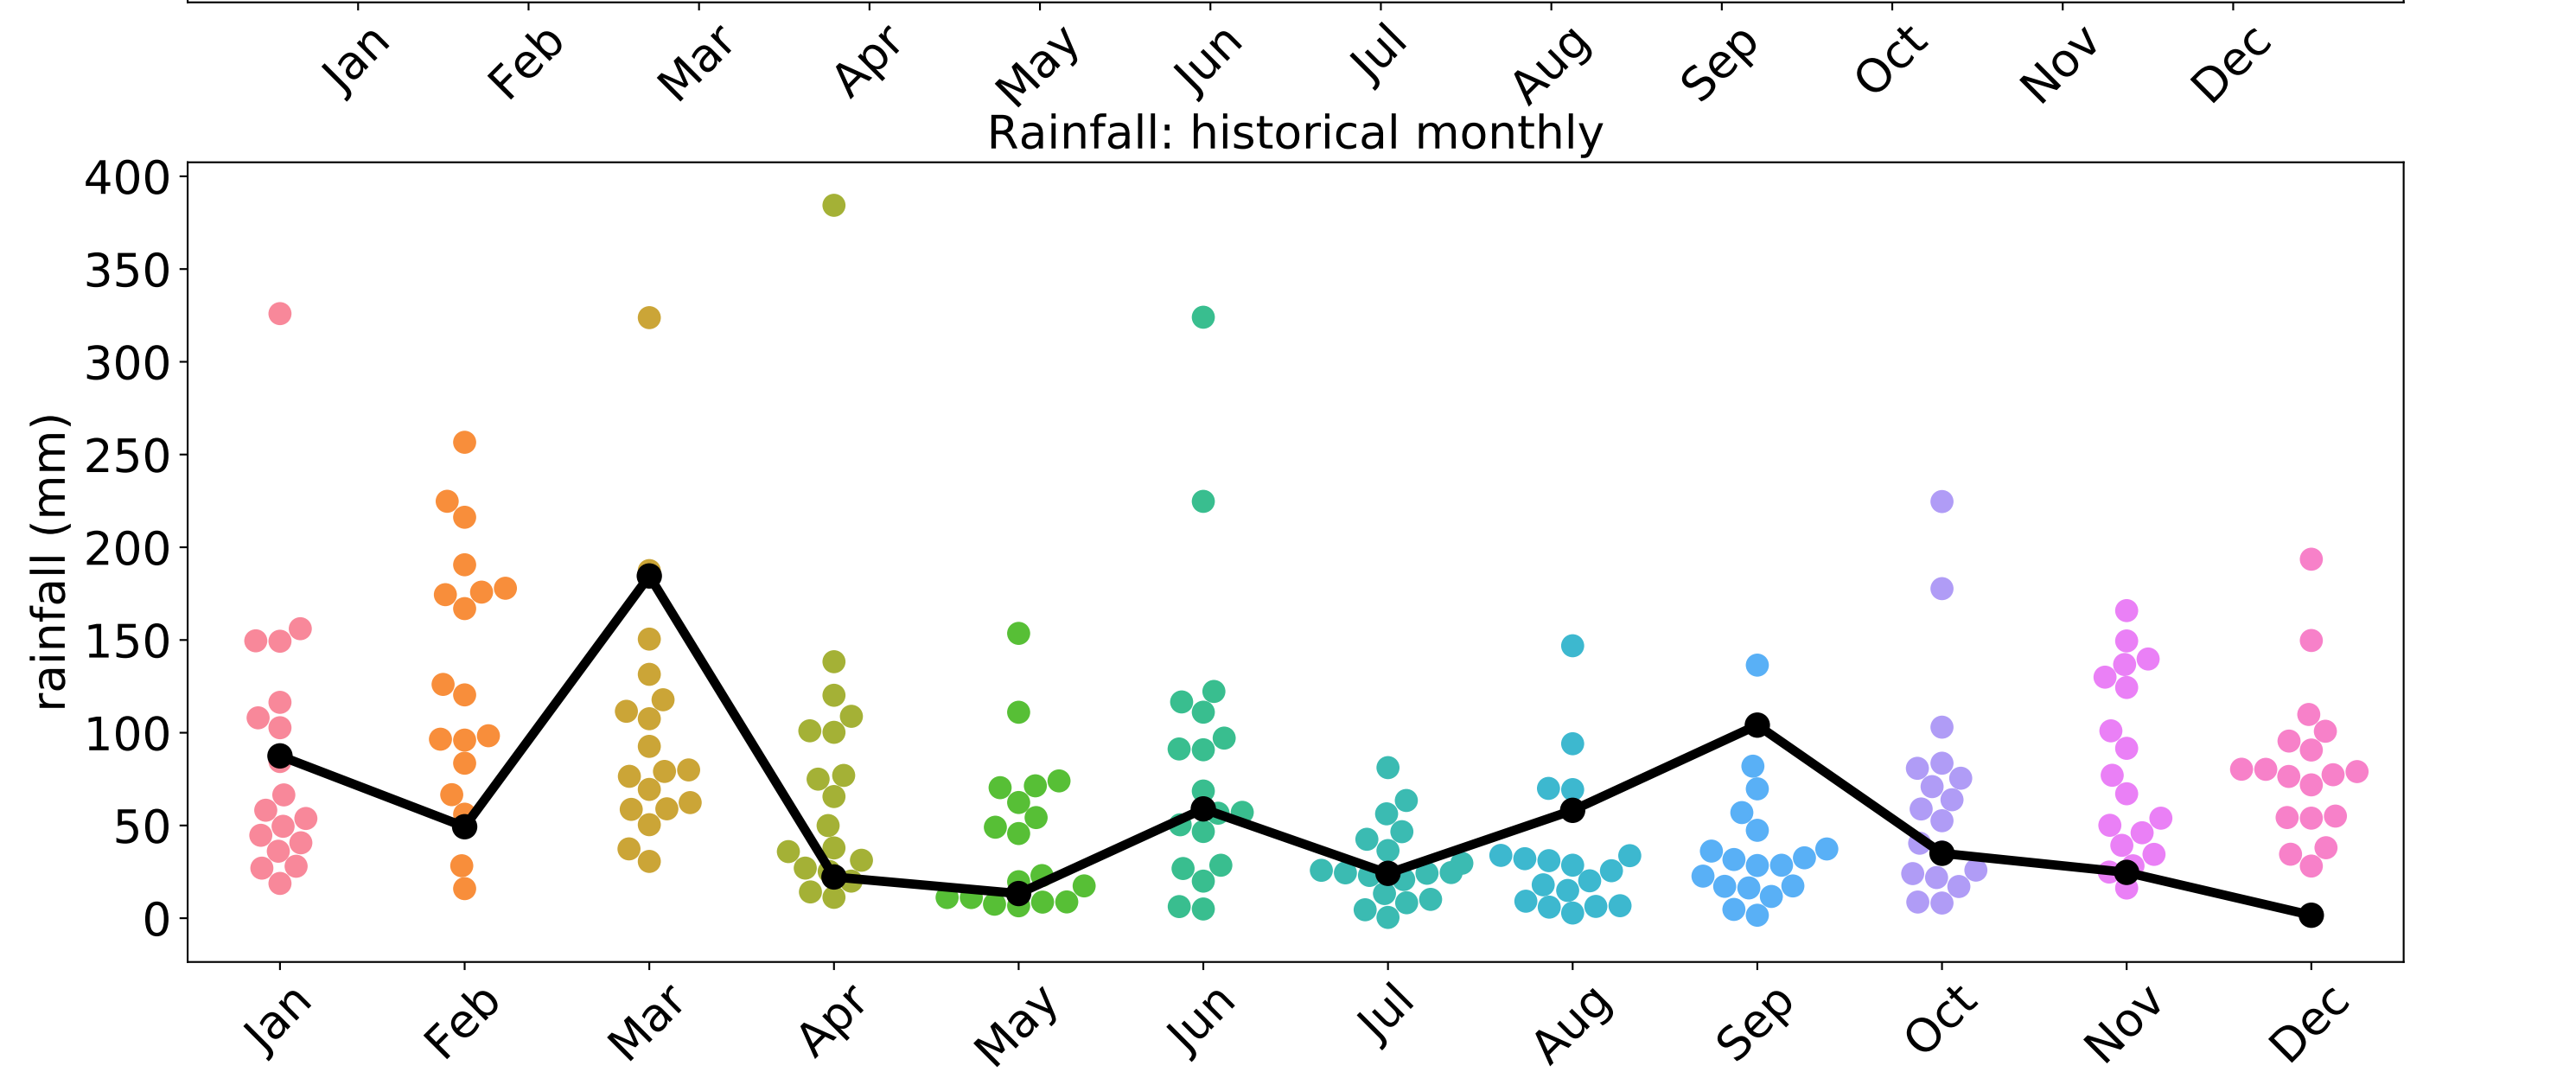 Jan Feb Mar Apr May Jun Jul Aug Sep Oct Nov Dec
Rainfall: historical monthly
400
350
300
250
200
150
100
50
0
rainfall (mm)
Jan Feb Mar Apr May Jun Jul Aug Sep Oct Nov Dec